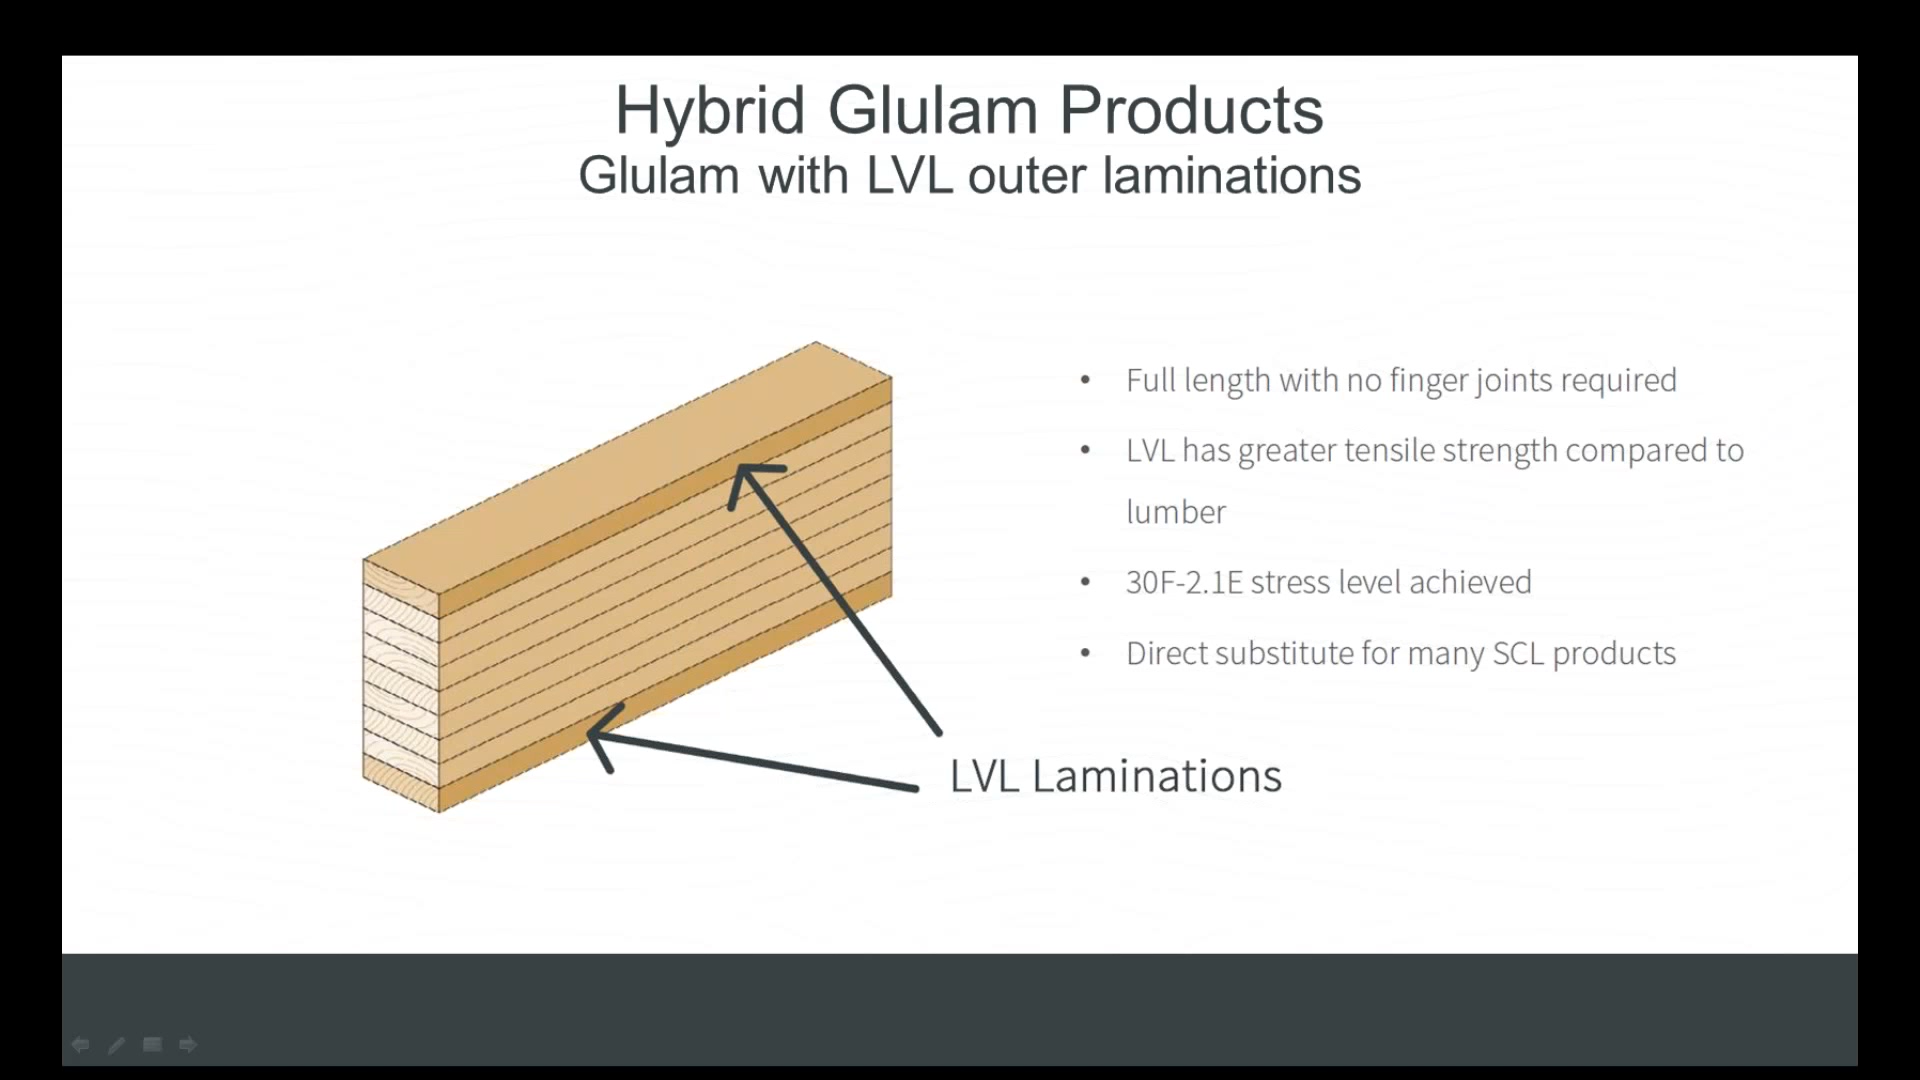 Hybrid Glulam Products
Glulam with LVL outer laminations
• Full length with no finger joints required
• LVL has greater tensile strength compared to
lumber
• 30F-2.1E stress level achieved
• Direct substitute for many SCL products
LVL Laminations